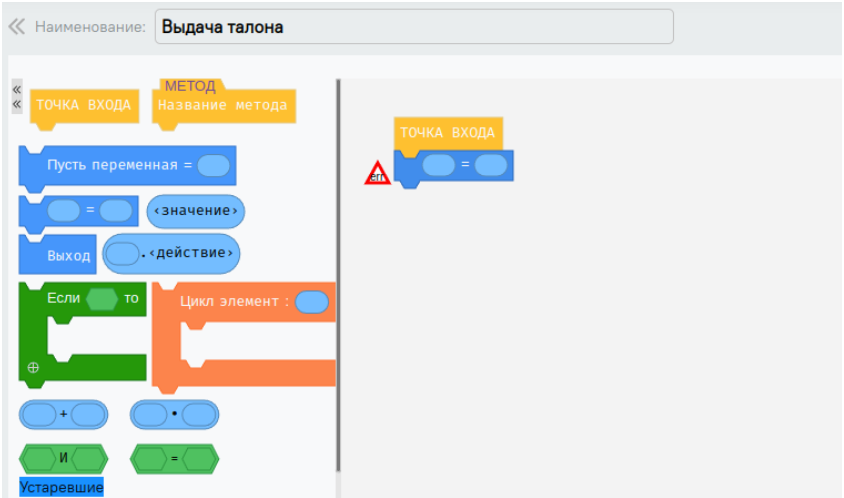 Наименование: Выдача талона
ТОЧКА ВХОДА
МЕТОД
Название метода
Пусть переменная =
=
‹значение›
Выход
.‹действие›
Если то
Цикл элемент :
+
•
И
=
Устаревшие
ТОЧКА ВХОДА
=
err